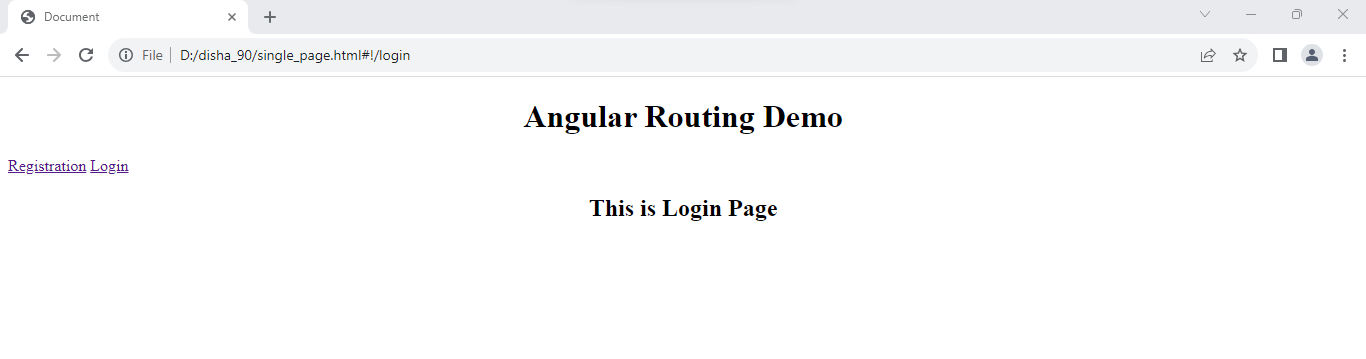 Document
File D:/disha_90/single_page.html#!/login
Angular Routing Demo
Registration Login
This is Login Page